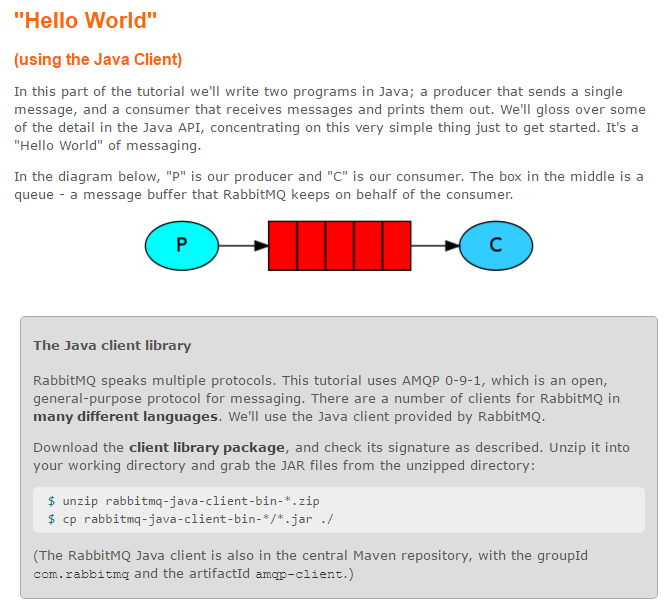 "Hello World"
(using the Java Client)
In this part of the tutorial we'll write two programs in Java; a producer that sends a single
message, and a consumer that receives messages and prints them out. We'll gloss over some
of the detail in the Java API, concentrating on this very simple thing just to get started. It's a
"Hello World" of messaging.
In the diagram below, "P" is our producer and "C" is our consumer. The box in the middle is a
queue - a message buffer that RabbitMQ keeps on behalf of the consumer.
P C
The Java client library
RabbitMQ speaks multiple protocols. This tutorial uses AMQP 0-9-1, which is an open,
general-purpose protocol for messaging. There are a number of clients for RabbitMQ in
many different languages. We'll use the Java client provided by RabbitMQ.
Download the client library package, and check its signature as described. Unzip it into
your working directory and grab the JAR files from the unzipped directory:
$ unzip rabbitmq-java-client-bin-*.zip
$ cp rabbitmq-java-client-bin-*/*.jar ./
(The RabbitMQ Java client is also in the central Maven repository, with the groupId
com.rabbitmq and the artifactId amqp-client.)